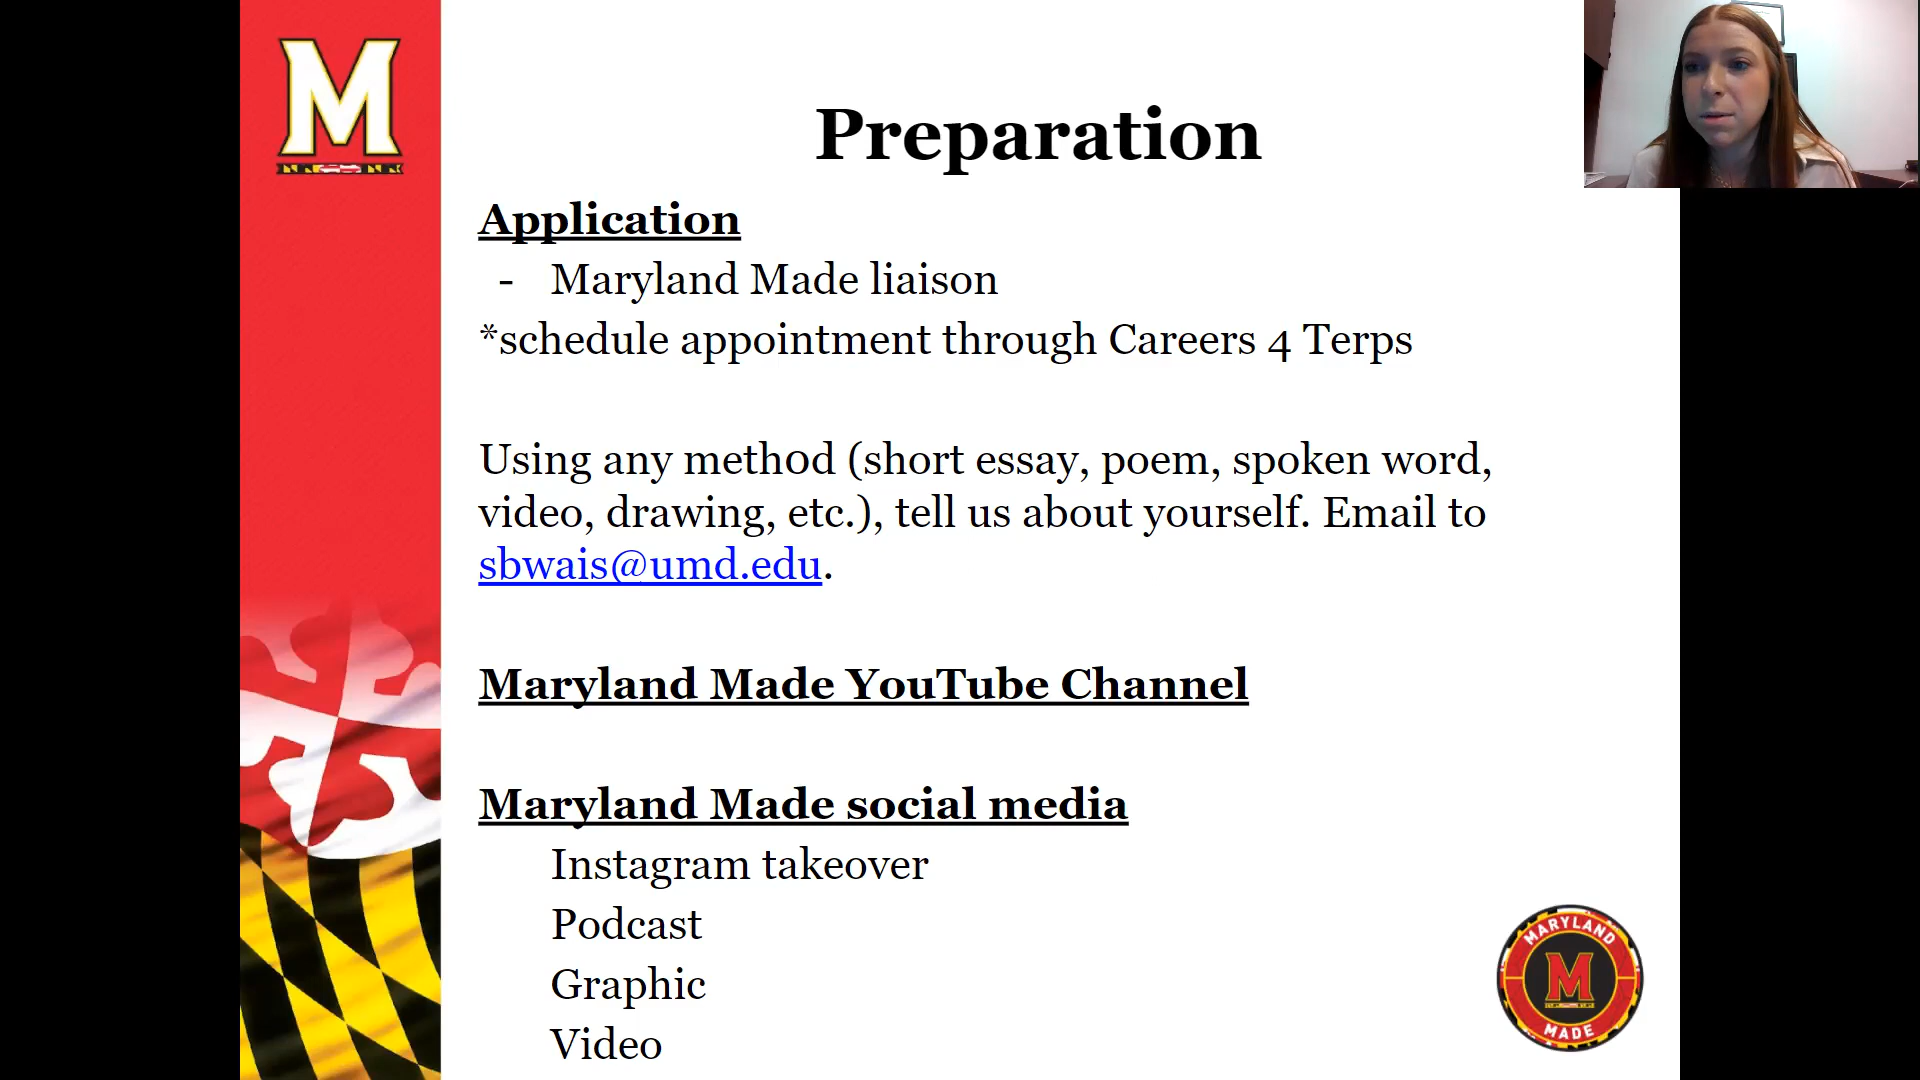 M
Preparation
Application
- Maryland Made liaison
*schedule appointment through Careers 4 Terps
Using any method (short essay, poem, spoken word,
video, drawing, etc.), tell us about yourself. Email to
sbwais@umd.edu.
Maryland Made YouTube Channel
Maryland Made social media
Instagram takeover
Podcast
Graphic
Video
MARYLAND
M
MADE